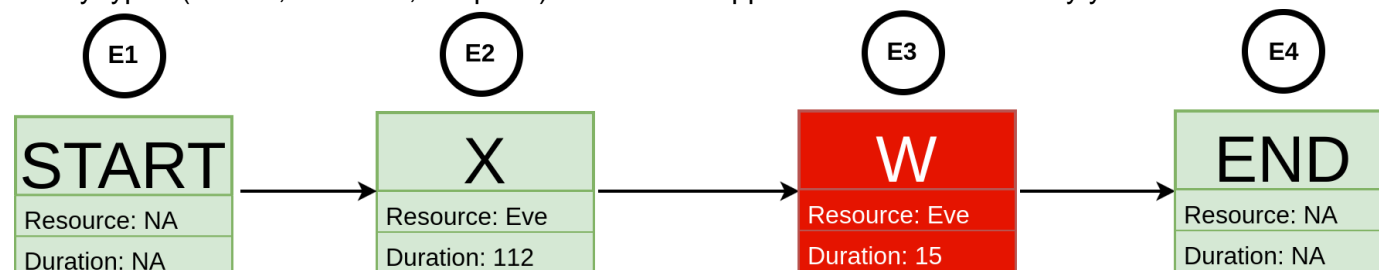 E1
E2
E3
E4
START
X
W
END
Resource: NA
Resource: Eve
Resource: Eve
Resource: NA
Duration: NA
Duration: 112
Duration: 15
Duration: NA